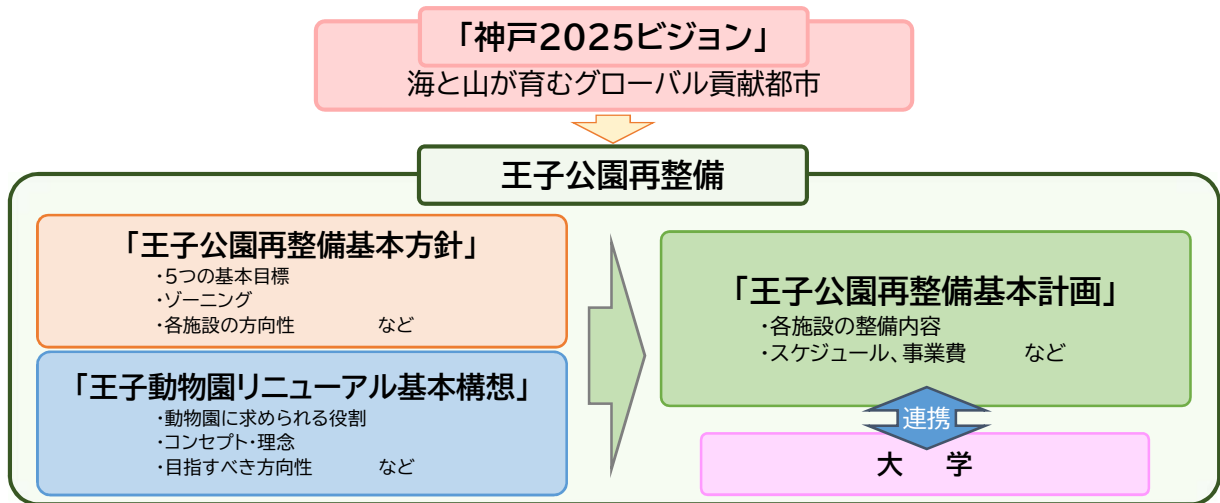 「神戸2025ビジョン」
海と山が育むグローバル貢献都市
王子公園再整備
「王子公園再整備基本方針」
・5つの基本目標
・ゾーニング
・各施設の方向性　など
「王子動物園リニューアル基本構想」
・動物園に求められる役割
・コンセプト・理念
・目指すべき方向性　など
「王子公園再整備基本計画」
・各施設の整備内容
・スケジュール、事業費　など
連携
大　学